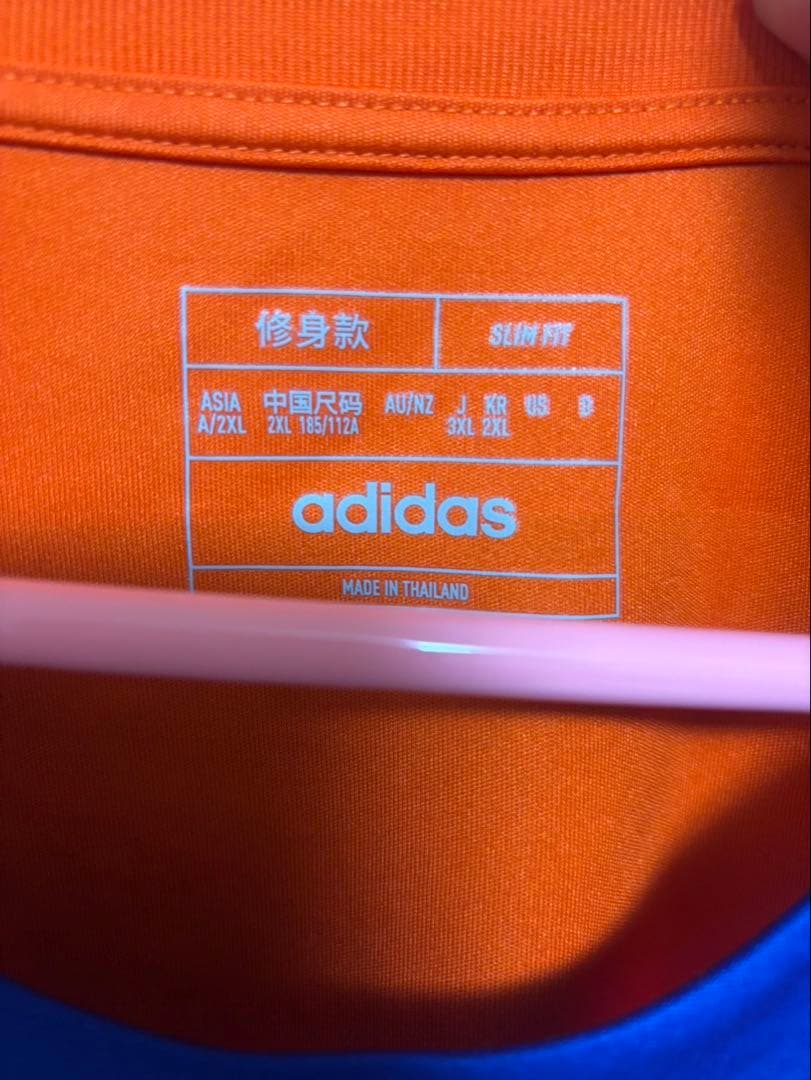 修身款 SLIM FIT
ASIA 中国尺码 AU/NZ J KR US D
A/2XL 2XL 185/112A 3XL 2XL
adidas
MADE IN THAILAND